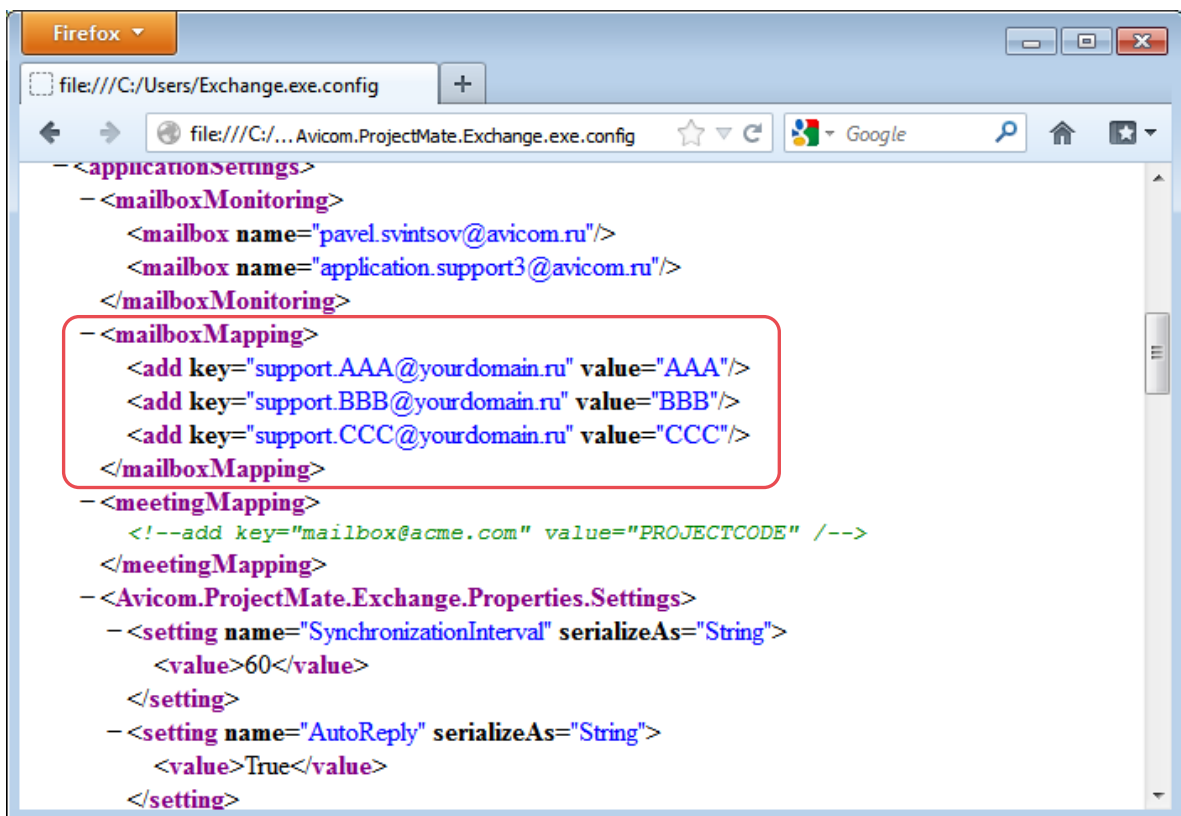 Firefox
file:///C:/Users/Exchange.exe.config
file:///C:/...Avicom.ProjectMate.Exchange.exe.config Google
−<applicationSettings>
−<mailboxMonitoring>
<mailbox name="pavel.svintsov@avicom.ru"/>
<mailbox name="application.support3@avicom.ru"/>
</mailboxMonitoring>
−<mailboxMapping>
<add key="support.AAA@yourdomain.ru" value="AAA"/>
<add key="support.BBB@yourdomain.ru" value="BBB"/>
<add key="support.CCC@yourdomain.ru" value="CCC"/>
</mailboxMapping>
−<meetingMapping>
<!--add key="mailbox@acme.com" value="PROJECTCODE" /-->
</meetingMapping>
−<Avicom.ProjectMate.Exchange.Properties.Settings>
−<setting name="SynchronizationInterval" serializeAs="String">
<value>60</value>
</setting>
−<setting name="AutoReply" serializeAs="String">
<value>True</value>
</setting>